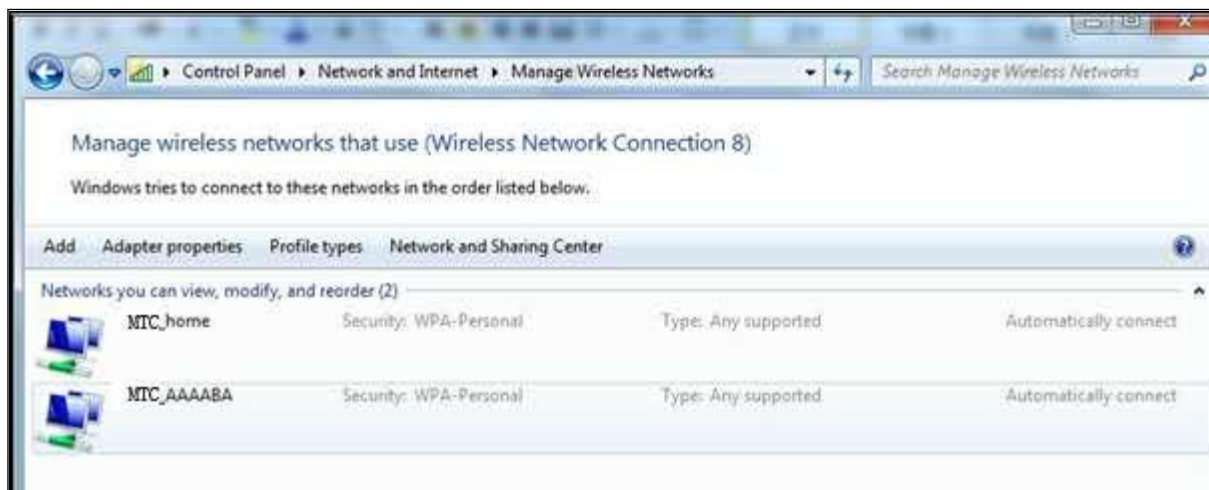 Control Panel ▸ Network and Internet ▸ Manage Wireless Networks Search Manage Wireless Networks
Manage wireless networks that use (Wireless Network Connection 8)
Windows tries to connect to these networks in the order listed below.
Add Adapter properties Profile types Network and Sharing Center
Networks you can view, modify, and reorder (2)
MTC_home Security: WPA-Personal Type: Any supported Automatically connect
MTC_AAAABA Security: WPA-Personal Type: Any supported Automatically connect